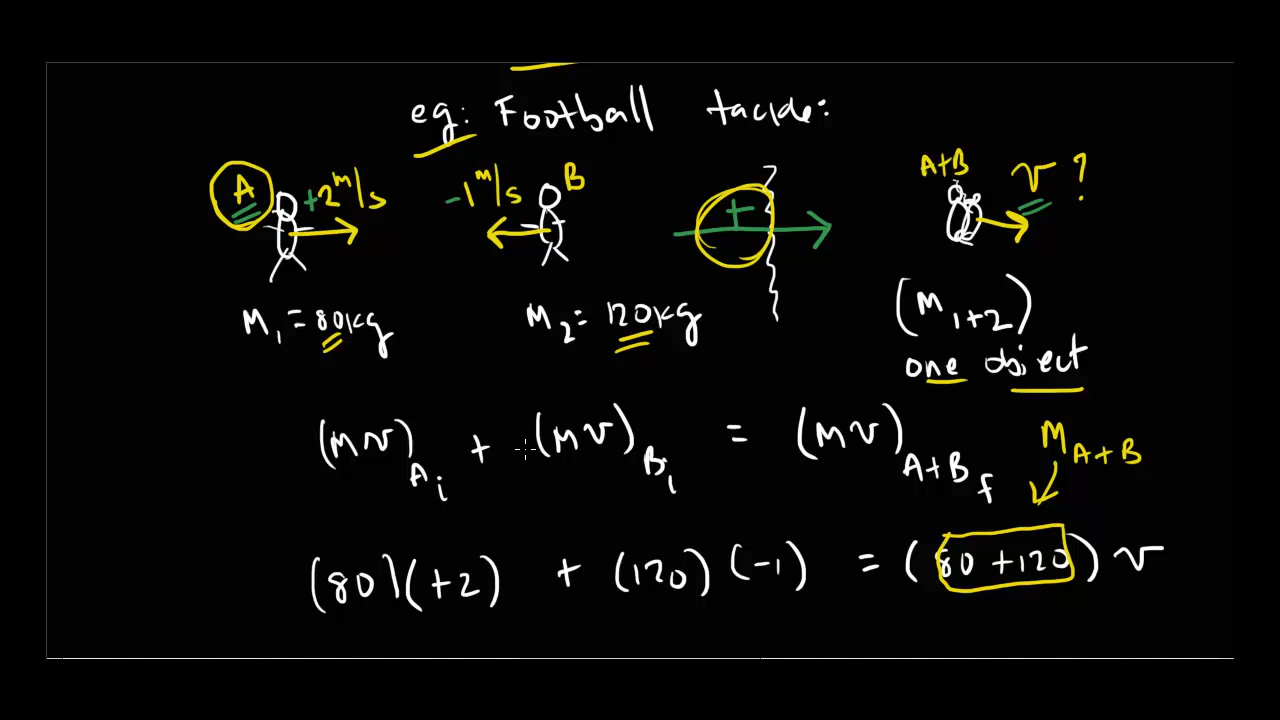 eg: Football tackle:
A +2 m/s -1 m/s B + A+B v ?
M₁ = 80kg M₂ = 120kg (M₁₊₂)
one object
(mv)Ai + (mv)Bi = (mv)A+Bf MA+B
(80)(+2) + (120)(-1) = (80+120) v